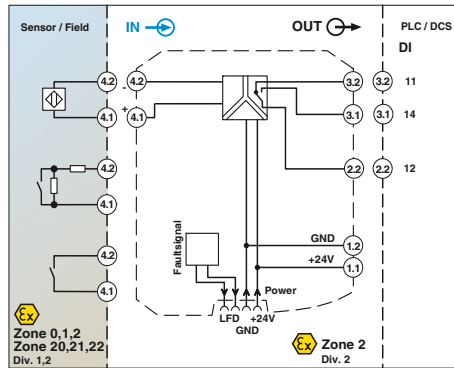 Sensor / Field
IN
OUT
PLC / DCS
DI
4.2
-
4.2
3.2
3.2
11
4.1
+
4.1
3.1
3.1
14
4.2
2.2
2.2
12
4.1
4.2
Faultsignal
GND
1.2
+24V
1.1
4.1
Power
LFD
+24V
GND
Ex
Zone 0,1,2
Zone 20,21,22
Div. 1,2
Ex
Zone 2
Div. 2